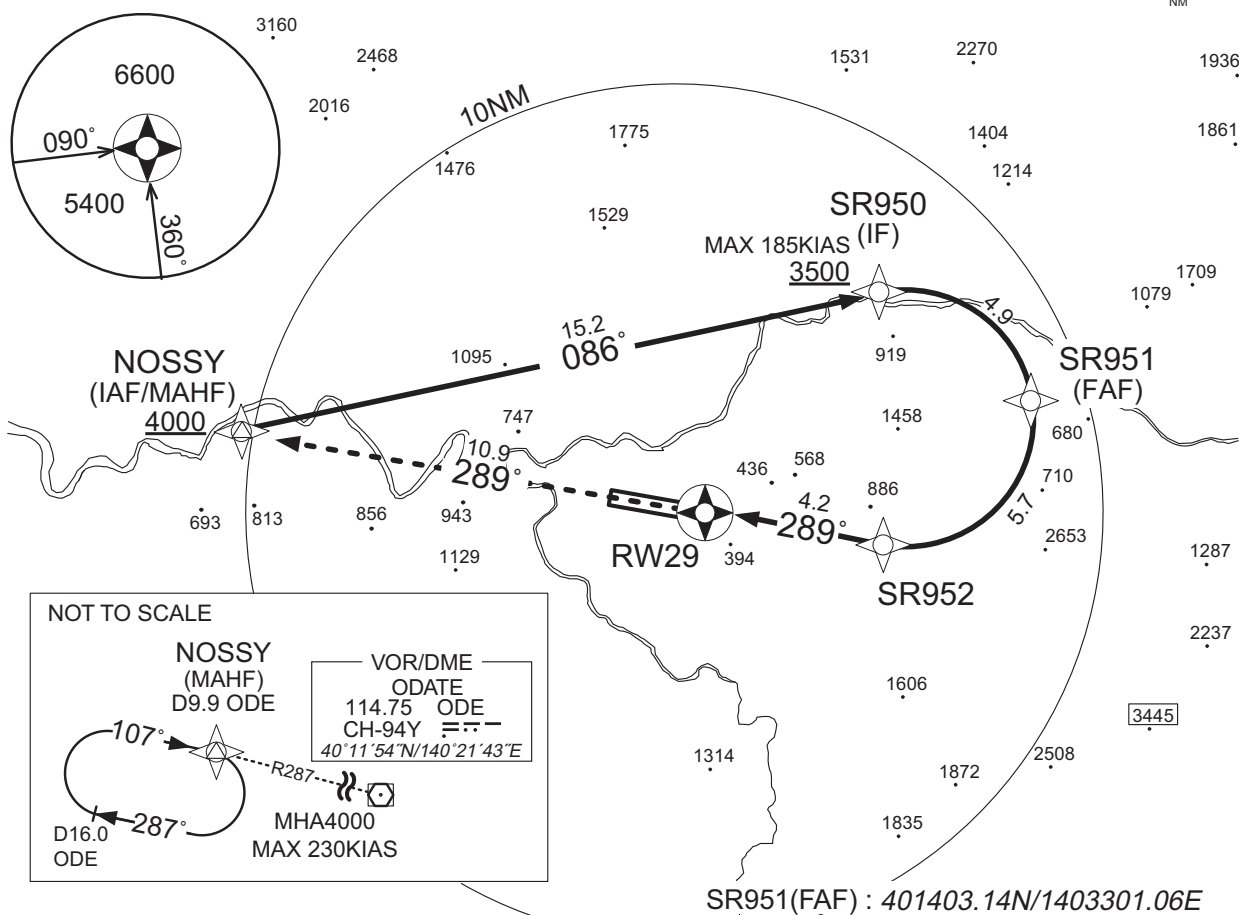 NM
3160
2468
2016
1531
2270
1936
6600
090°
5400
360°
10NM
1476
1775
1404
1861
1214
1529
SR950
(IF)
MAX 185KIAS
3500
1709
1079
4.9
15.2
086°
1095
919
SR951
(FAF)
NOSSY
(IAF/MAHF)
4000
747
1458
680
10.9
289°
436
568
710
693
813
856
943
4.2
289°
886
5.7
2653
1129
RW29
394
1287
SR952
2237
1606
3445
1314
2508
1872
1835
NOT TO SCALE
NOSSY
(MAHF)
D9.9 ODE
VOR/DME
ODATE
114.75 ODE
CH-94Y
40°11´54˝N/140°21´43˝E
107°
R287
287°
D16.0
ODE
MHA4000
MAX 230KIAS
SR951(FAF) : 401403.14N/1403301.06E